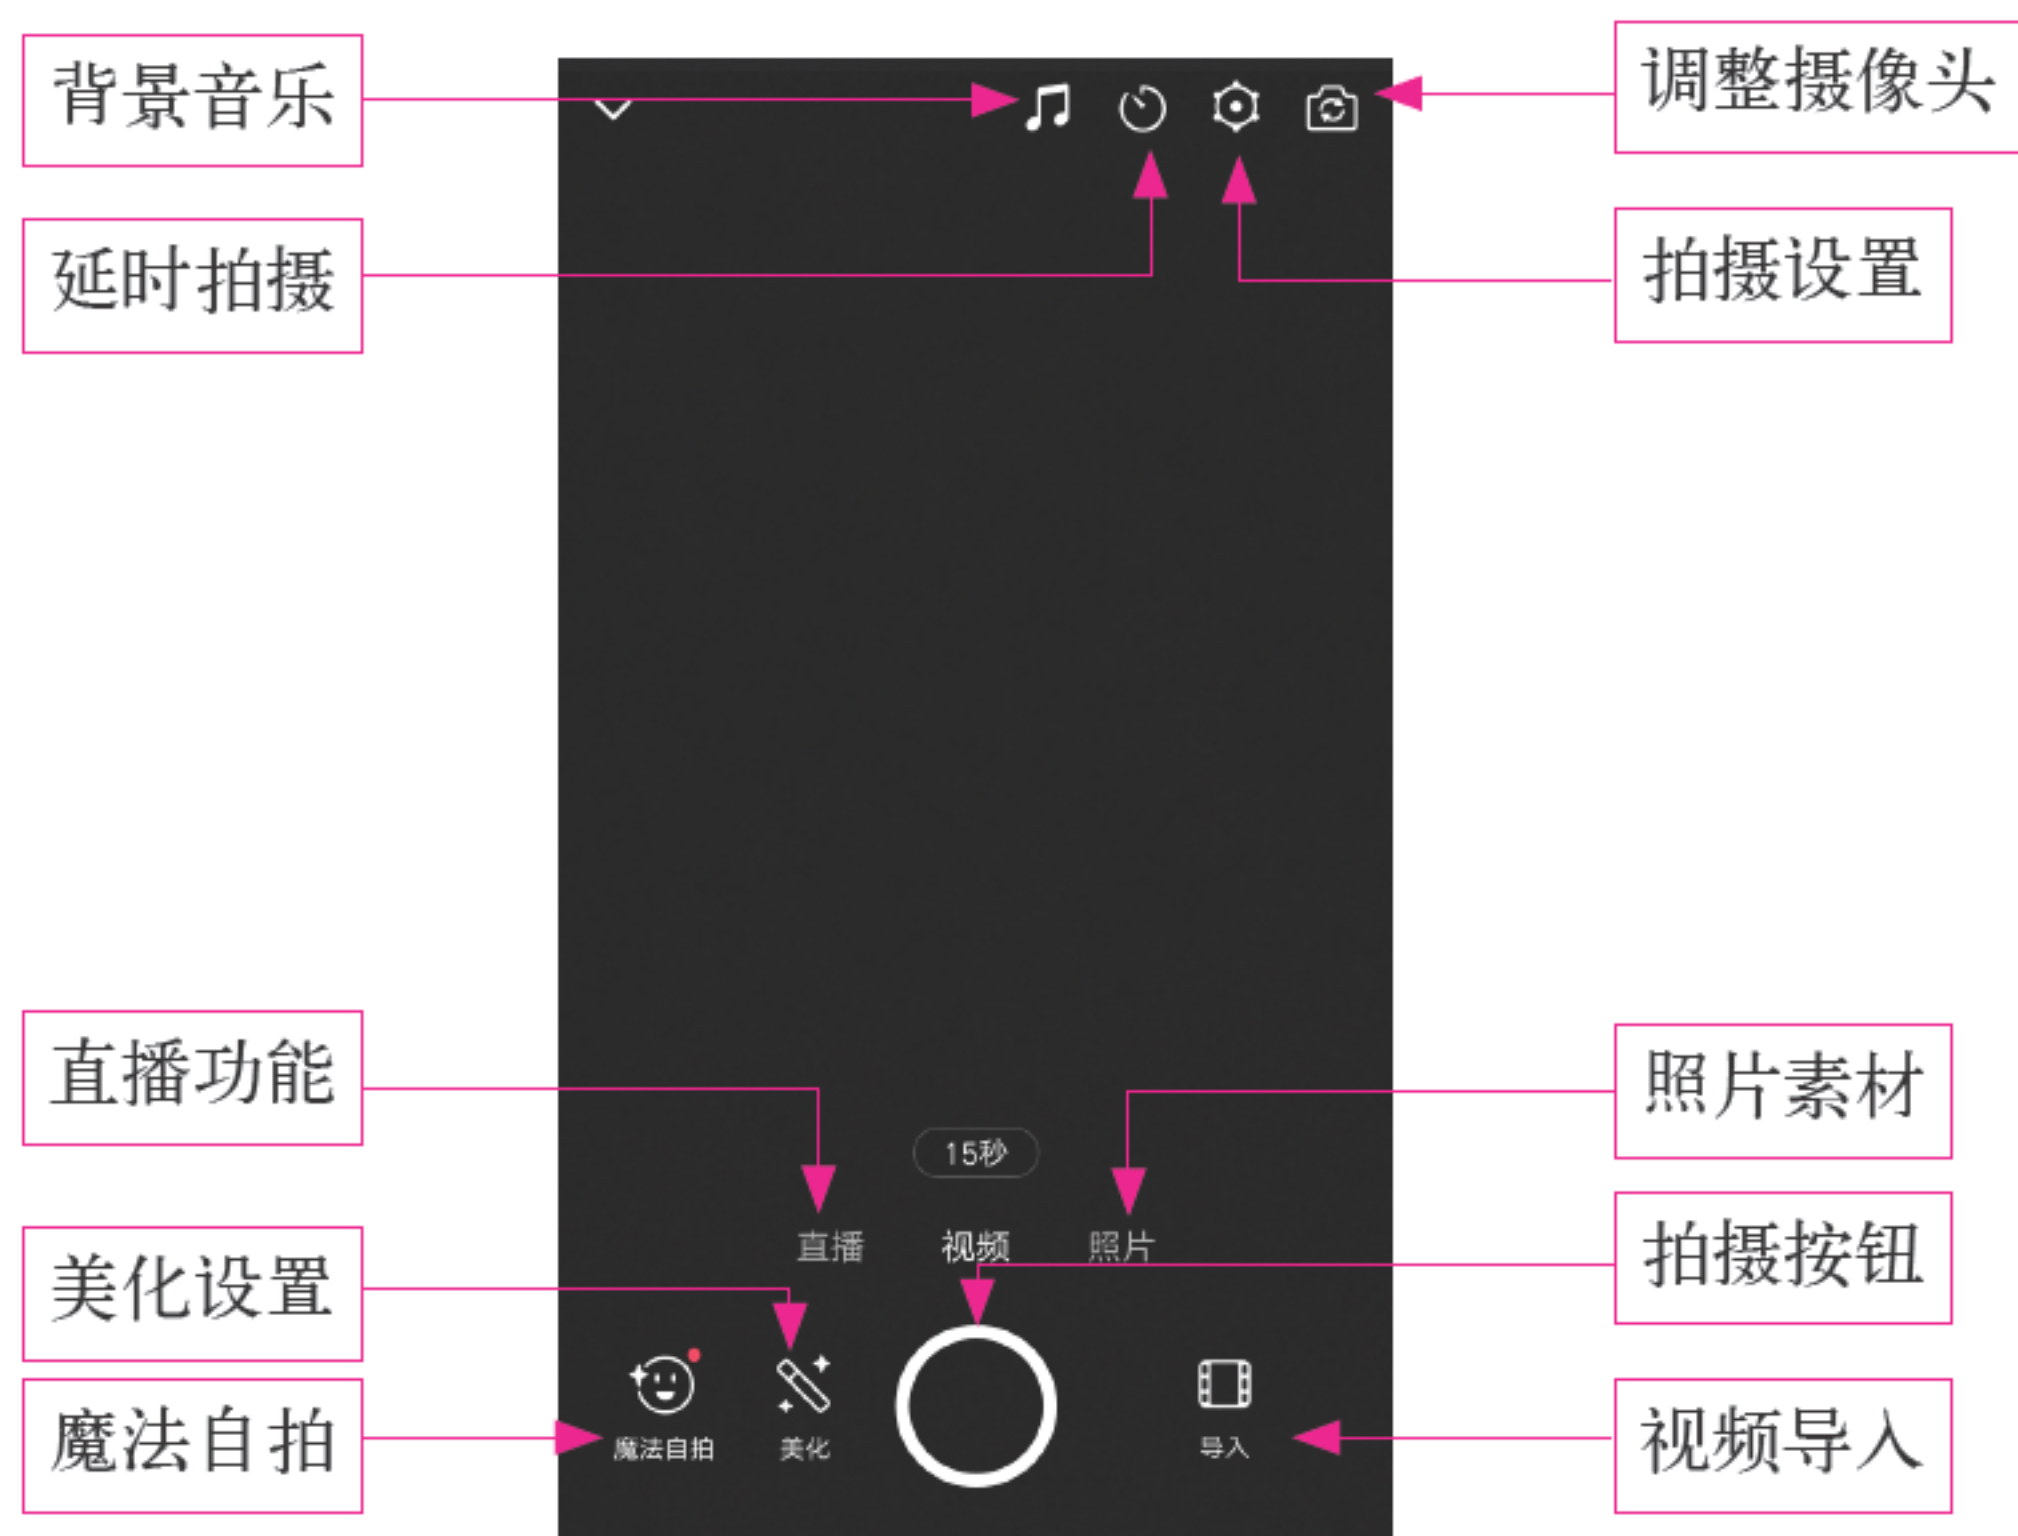 背景音乐
调整摄像头
延时拍摄
拍摄设置
直播功能
照片素材
15秒
直播
视频
照片
美化设置
拍摄按钮
魔法自拍
魔法自拍
美化
导入
视频导入